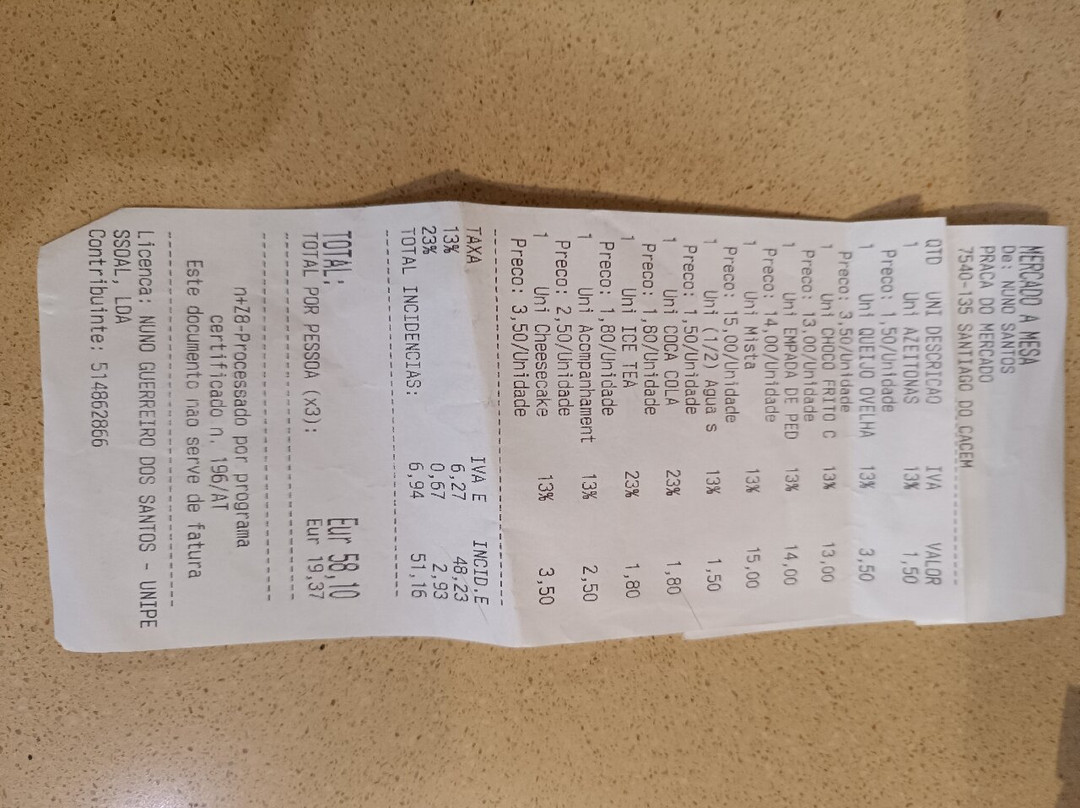 MERCADO A MESA
De: NUNO SANTOS
PRACA DO MERCADO
7540-135 SANTIAGO DO CACEM
QTD UNI DESCRICAO IVA VALOR
1 Uni AZEITONAS 13% 1,50
Preco: 1,50/Unidade
1 Uni QUEIJO OVELHA 13% 3,50
Preco: 3,50/Unidade
1 Uni CHOCO FRITO C 13% 13,00
Preco: 13,00/Unidade
1 Uni EMPADA DE PED 13% 14,00
Preco: 14,00/Unidade
1 Uni Mista 13% 15,00
Preco: 15,00/Unidade
1 Uni (1/2) Agua s 13% 1,50
Preco: 1,50/Unidade
1 Uni COCA COLA 23% 1,80
Preco: 1,80/Unidade
1 Uni ICE TEA 23% 1,80
Preco: 1,80/Unidade
1 Uni Acompanhament 13% 2,50
Preco: 2,50/Unidade
1 Uni Cheesecake 13% 3,50
Preco: 3,50/Unidade
TAXA IVA E INCID.E
13% 6,27 48,23
23% 0,67 2,93
TOTAL INCIDENCIAS: 6,94 51,16
TOTAL: Eur 58,10
TOTAL POR PESSOA (x3): Eur 19,37
n+Z8-Processado por programa
certificado n. 196/AT
Este documento nao serve de fatura
Licenca: NUNO GUERREIRO DOS SANTOS - UNIPE
SSOAL, LDA
Contribuinte: 514862866